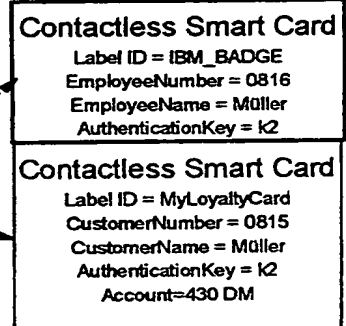 Contactless Smart Card
Label ID = IBM_BADGE
EmployeeNumber = 0816
EmployeeName = Müller
AuthenticationKey = k2
Contactless Smart Card
Label ID = MyLoyaltyCard
CustomerNumber = 0815
CustomerName = Müller
AuthenticationKey = k2
Account=430 DM